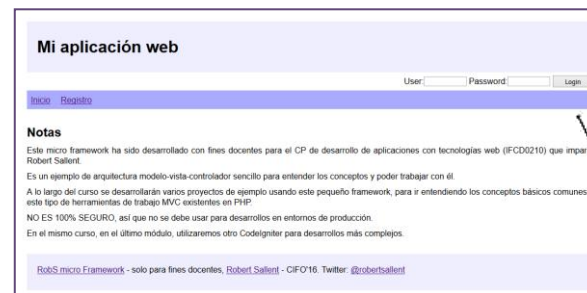 Mi aplicación web
User: Password: Login
Inicio Registro
Notas
Este micro framework ha sido desarrollado con fines docentes para el CP de desarrollo de aplicaciones con tecnologías web (IFCD0210) que impar
Robert Sallent.
Es un ejemplo de arquitectura modelo-vista-controlador sencillo para entender los conceptos y poder trabajar con él.
A lo largo del curso se desarrollarán varios proyectos de ejemplo usando este pequeño framework, para ir entendiendo los conceptos básicos comunes
este tipo de herramientas de trabajo MVC existentes en PHP.
NO ES 100% SEGURO, así que no se debe usar para desarrollos en entornos de producción.
En el mismo curso, en el último módulo, utilizaremos otro CodeIgniter para desarrollos más complejos.
RobS micro Framework - solo para fines docentes, Robert Sallent - CIFO'16. Twitter: @robertsallent